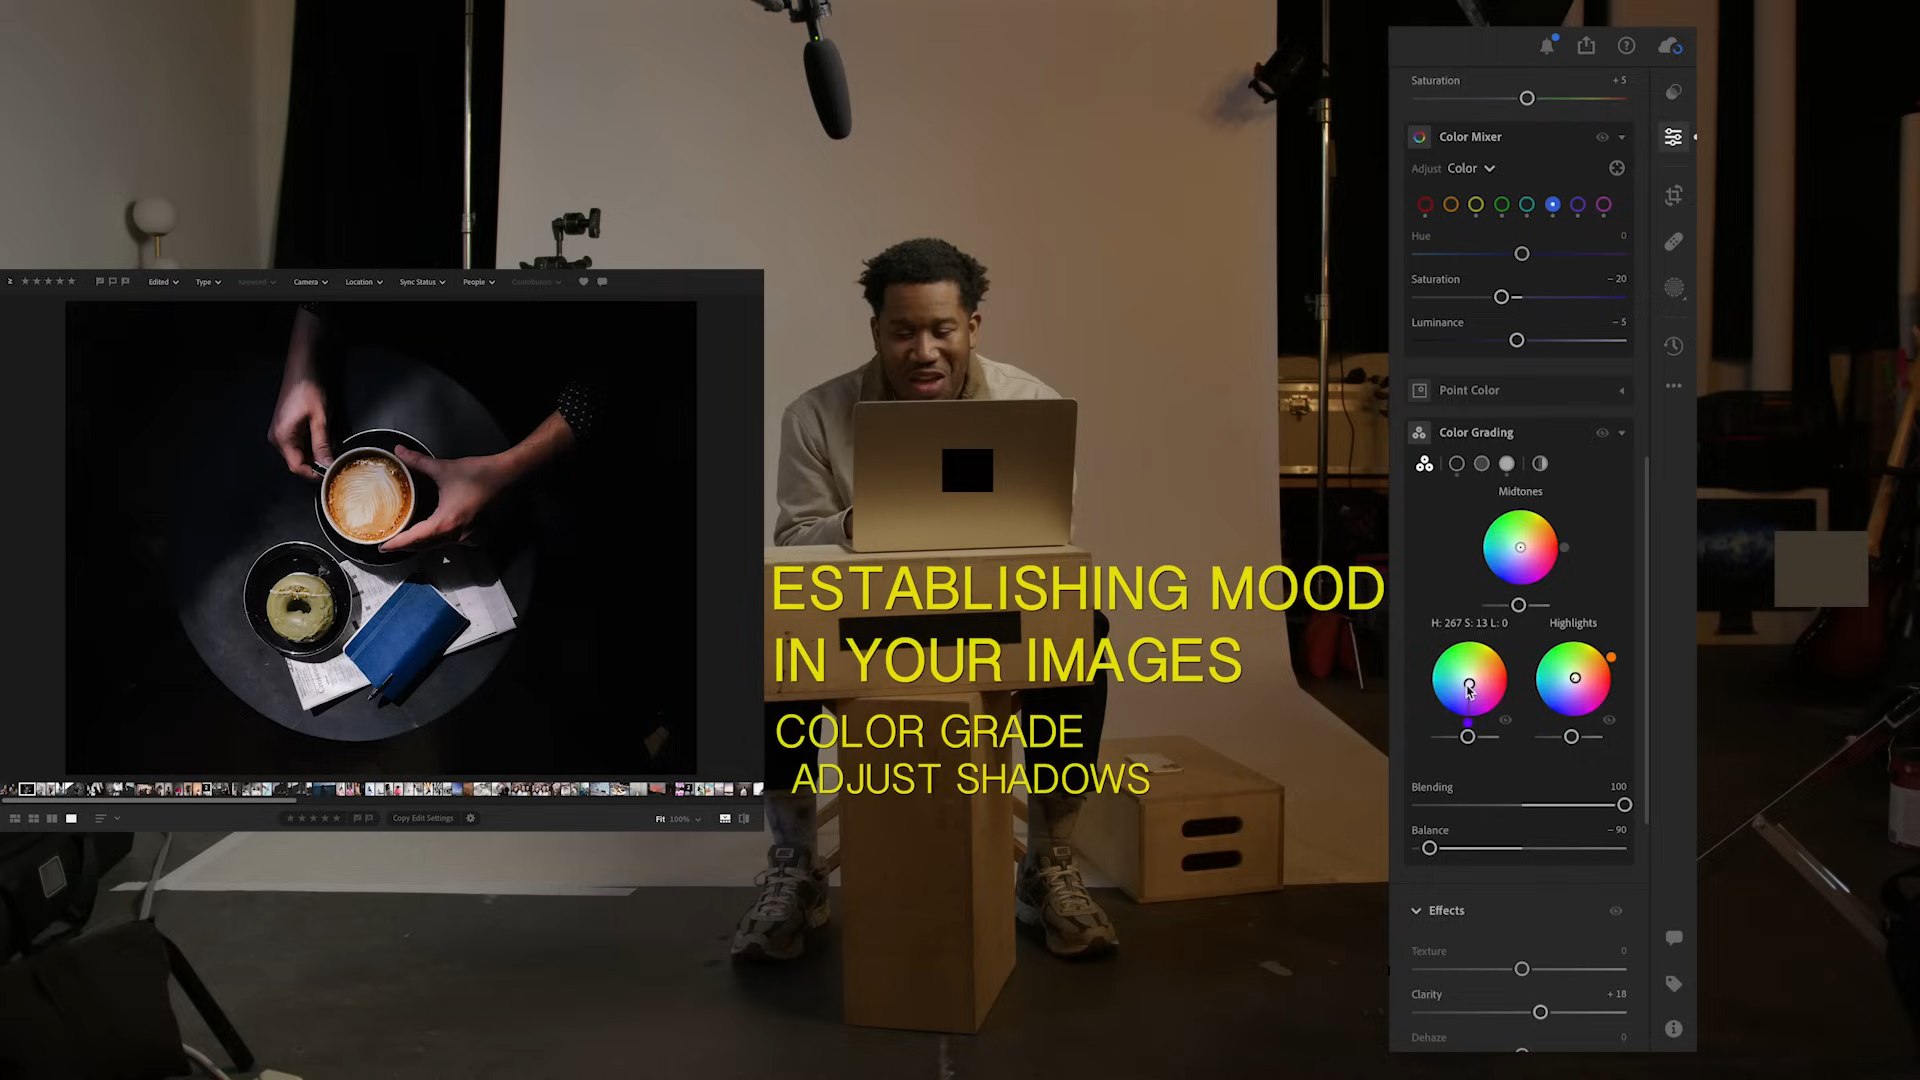 Edited
Type
Keyword
Camera
Location
Sync Status
People
Contributors
Copy Edit Settings
Fit 100%
ESTABLISHING MOOD
IN YOUR IMAGES
COLOR GRADE
ADJUST SHADOWS
Saturation +5
Color Mixer
Adjust Color
Hue 0
Saturation -20
Luminance -5
Point Color
Color Grading
Midtones
H: 267 S: 13 L: 0
Highlights
Blending 100
Balance -90
Effects
Texture 0
Clarity +18
Dehaze 0